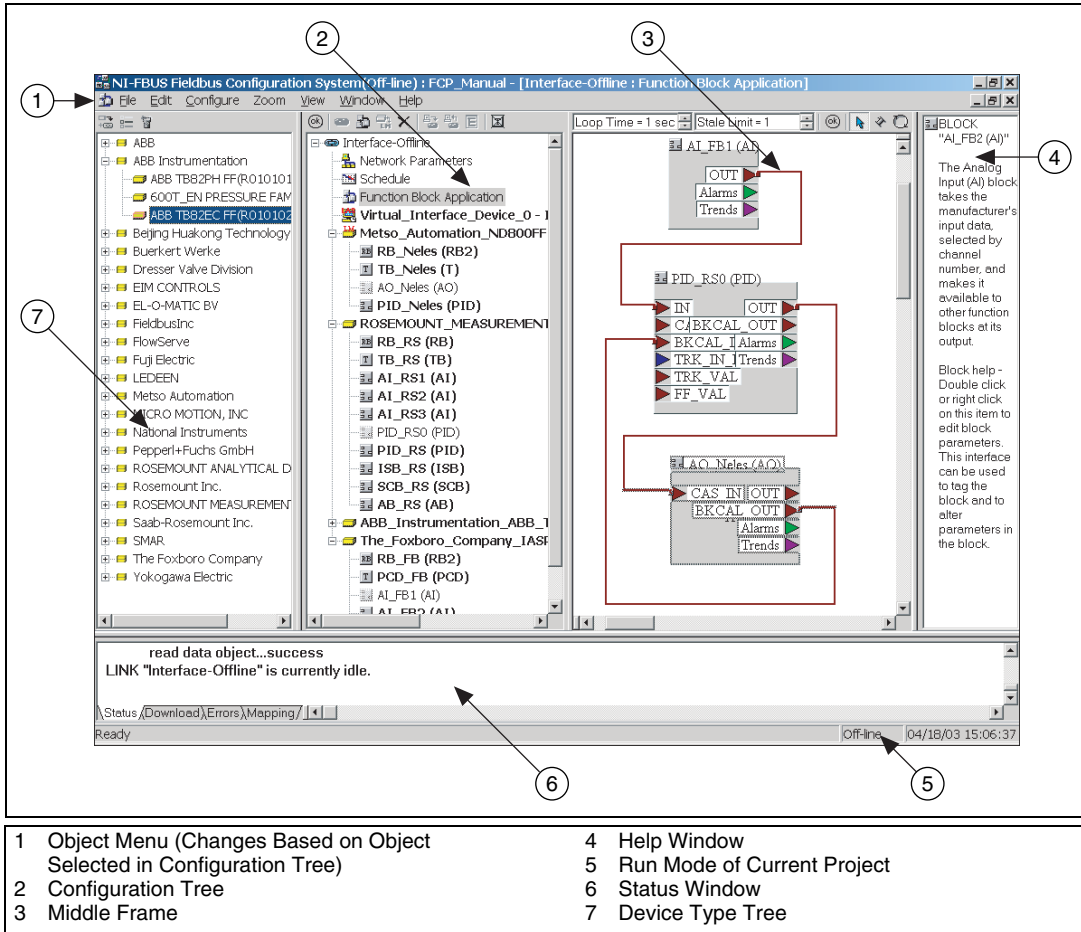 2
3
NI-FBUS Fieldbus Configuration System(Off-line) : FCP_Manual - [Interface-Offline : Function Block Application]
1
File Edit Configure Zoom View Window Help
ABB
ABB Instrumentation
ABB TB82PH FF(R010101
600T_EN PRESSURE FAM
ABB TB82EC FF(R010102
Beijing Huakong Technology
Buerkert Werke
Dresser Valve Division
EIM CONTROLS
EL-O-MATIC BV
FieldbusInc
FlowServe
Fuji Electric
LEDEEN
Metso Automation
MICRO MOTION, INC
National Instruments
Pepperl+Fuchs GmbH
ROSEMOUNT ANALYTICAL D
Rosemount Inc.
ROSEMOUNT MEASUREMEN
Saab-Rosemount Inc.
SMAR
The Foxboro Company
Yokogawa Electric
7
Interface-Offline
Network Parameters
Schedule
Function Block Application
Virtual_Interface_Device_0 - I
Metso_Automation_ND800FF
RB_Neles (RB2)
TB_Neles (T)
AO_Neles (AO)
PID_Neles (PID)
ROSEMOUNT_MEASUREMENT
RB_RS (RB)
TB_RS (TB)
AI_RS1 (AI)
AI_RS2 (AI)
AI_RS3 (AI)
PID_RS0 (PID)
PID_RS (PID)
ISB_RS (ISB)
SCB_RS (SCB)
AB_RS (AB)
ABB_Instrumentation_ABB_T
The_Foxboro_Company_IASP
RB_FB (RB2)
PCD_FB (PCD)
AI_FB1 (AI)
AI_FB2 (AI)
Loop Time = 1 sec Stale Limit = 1
AI_FB1 (AI)
OUT
Alarms
Trends
PID_RS0 (PID)
IN OUT
CA BKCAL_OUT
BKCAL_I Alarms
TRK_IN_I Trends
TRK_VAL
FF_VAL
AO_Neles (AO)
CAS_IN OUT
BKCAL_OUT
Alarms
Trends
BLOCK
"AI_FB2 (AI)"
The Analog
Input (AI) block
takes the
manufacturer's
input data,
selected by
channel
number, and
makes it
available to
other function
blocks at its
output.
Block help -
Double click
or right click
on this item to
edit block
parameters.
This interface
can be used
to tag the
block and to
alter
parameters in
the block.
4
read data object...success
LINK "Interface-Offline" is currently idle.
Status Download Errors Mapping
Ready Off-line 04/18/03 15:06:37
6
5
1 Object Menu (Changes Based on Object
Selected in Configuration Tree)
2 Configuration Tree
3 Middle Frame
4 Help Window
5 Run Mode of Current Project
6 Status Window
7 Device Type Tree